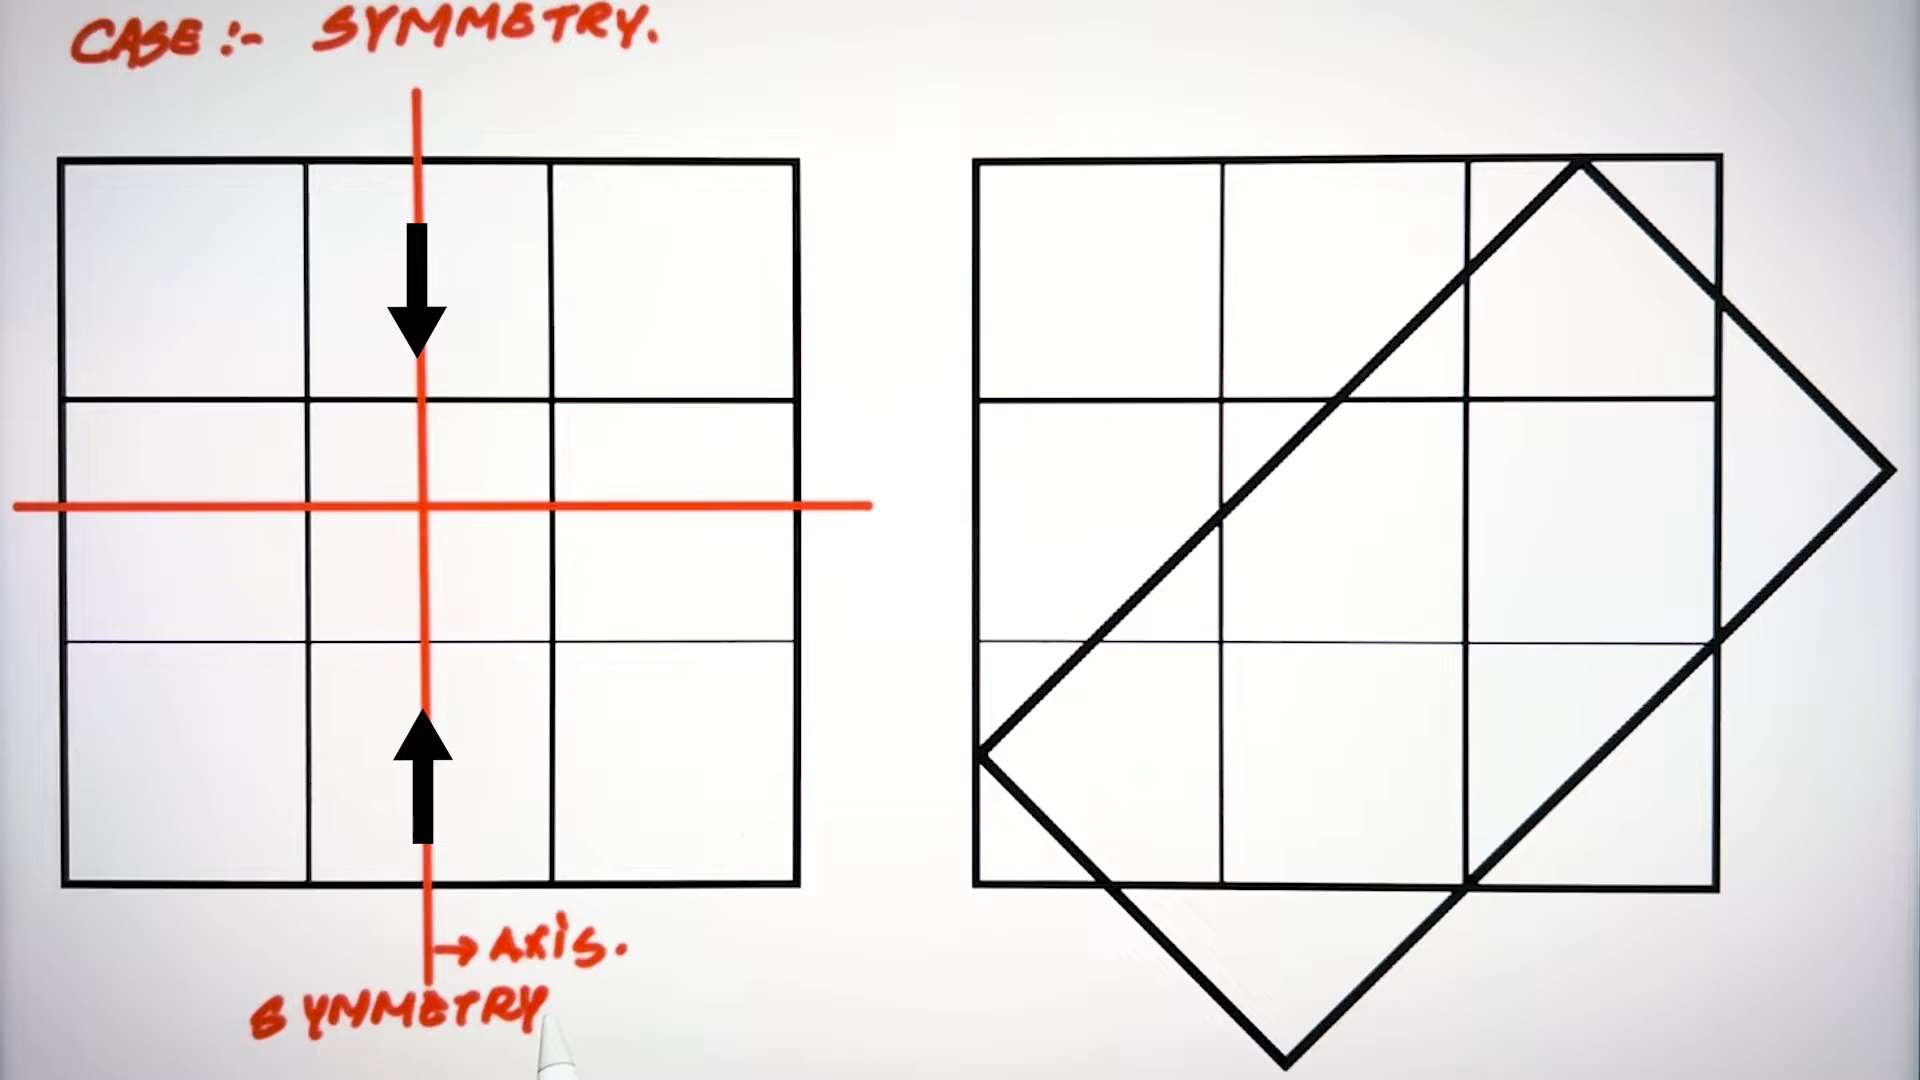 CASE :- SYMMETRY.
→ AXIS.
SYMMETRY